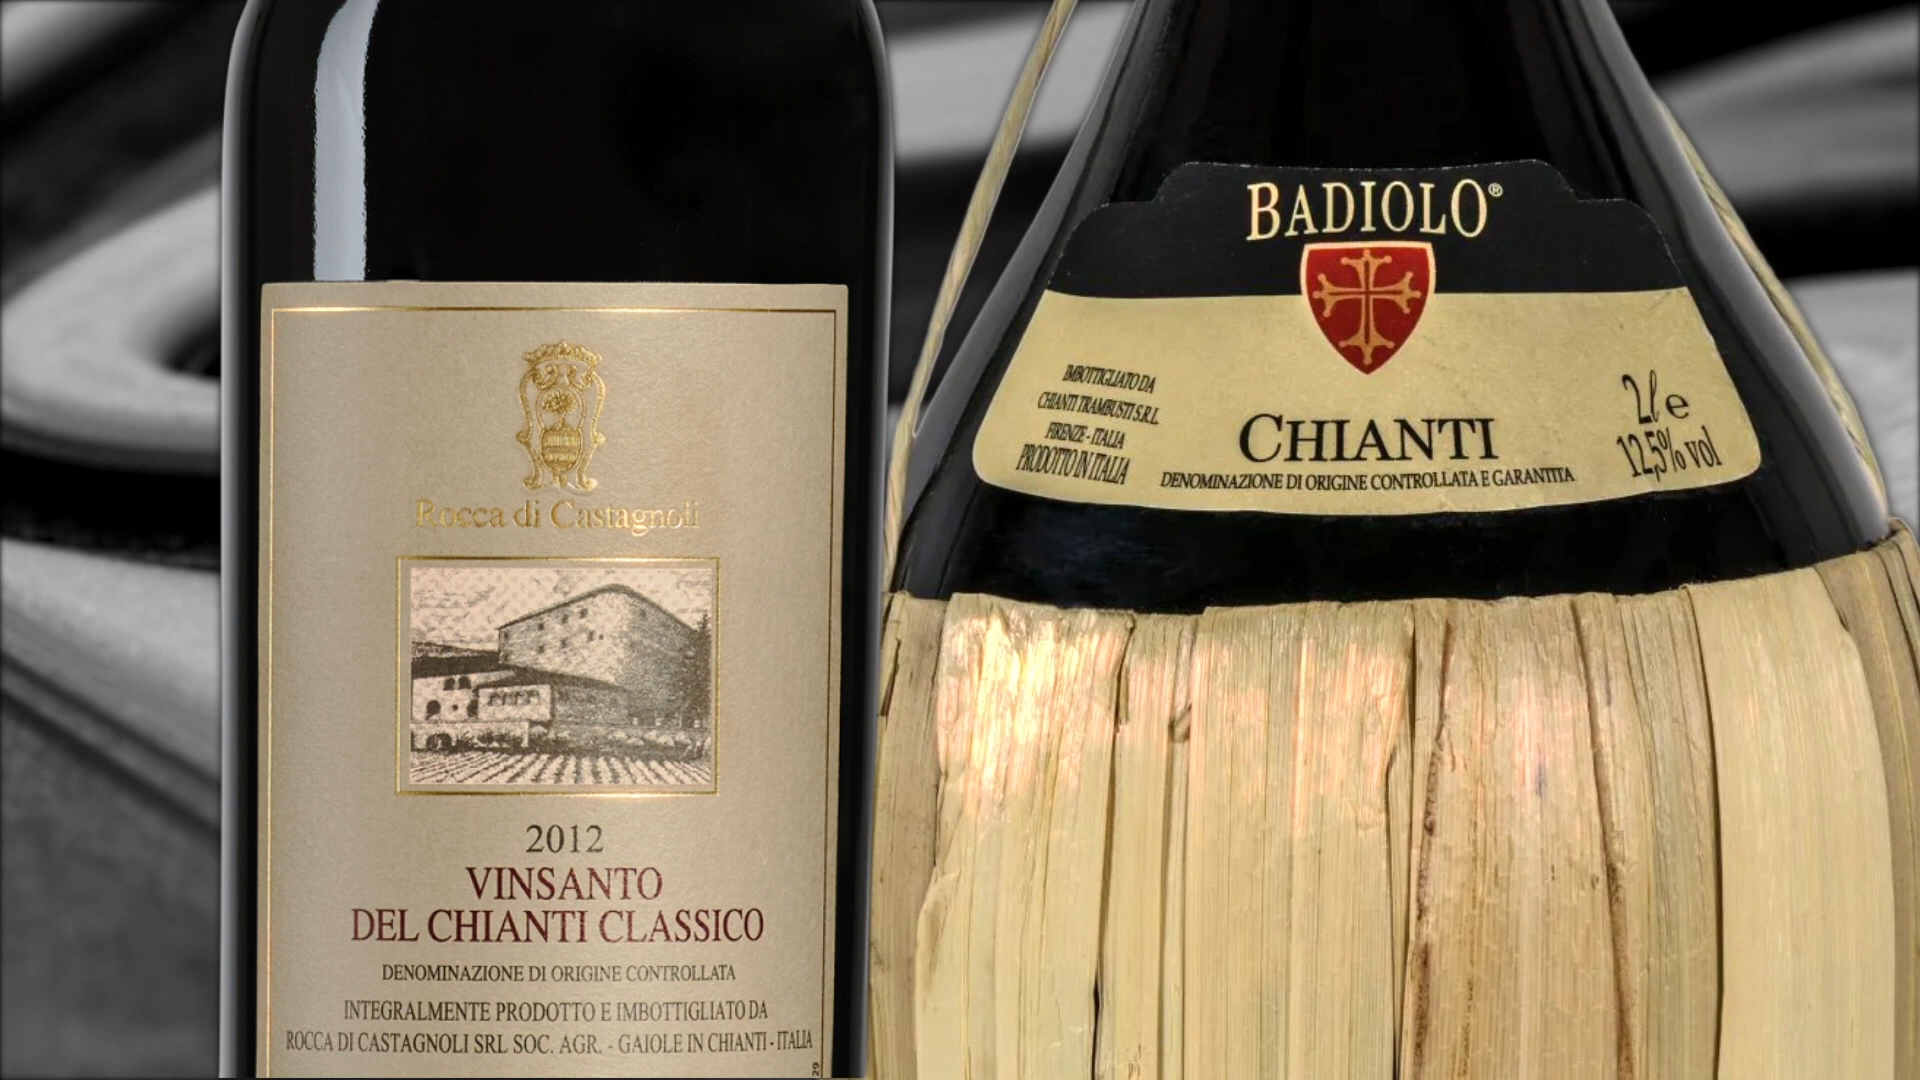 Rocca di Castagnoli
2012
VINSANTO
DEL CHIANTI CLASSICO
DENOMINAZIONE DI ORIGINE CONTROLLATA
INTEGRALMENTE PRODOTTO E IMBOTTIGLIATO DA
ROCCA DI CASTAGNOLI SRL SOC. AGR. - GAIOLE IN CHIANTI - ITALIA
29
BADIOLO®
IMBOTTIGLIATO DA
CHIANTI TRAMBUSTI S.R.L.
FIRENZE - ITALIA
PRODOTTO IN ITALIA
CHIANTI
DENOMINAZIONE DI ORIGINE CONTROLLATA E GARANTITA
2ℓ e
12,5% vol